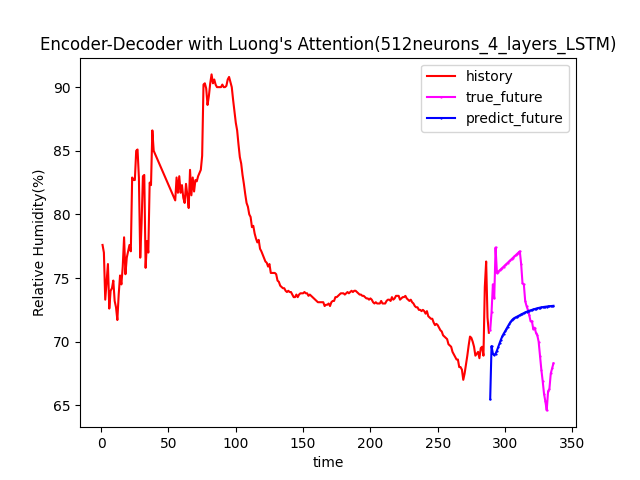 Encoder-Decoder with Luong's Attention(512neurons_4_layers_LSTM)
history
true_future
predict_future
Relative Humidity(%)
90
85
80
75
70
65
0 50 100 150 200 250 300 350
time